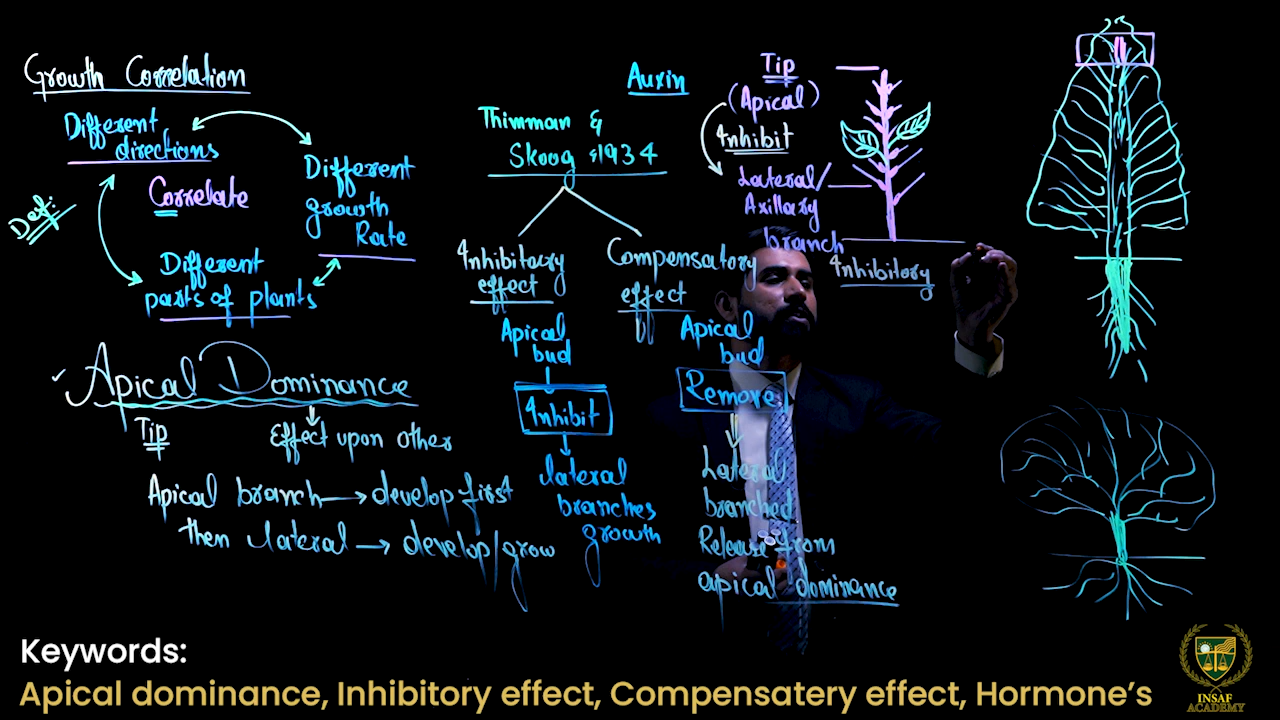 Growth Correlation
Different
directions
Correlate
Def:
Different
growth
Rate
Different
parts of plants
Apical Dominance
Tip
Effect upon other
Apical branch → develop first
then lateral → develop/grow
Auxin
Thimman &
Skoog 1934
Inhibitory
effect
Apical
bud
Inhibit
lateral
branches
growth
Compensatory
effect
Apical
bud
Remove
Lateral
branched
Release from
apical dominance
Tip
(Apical)
Inhibit
Lateral/
Axillary
branch
Inhibitory
Keywords:
Apical dominance, Inhibitory effect, Compensatery effect, Hormone's
INSAF
ACADEMY